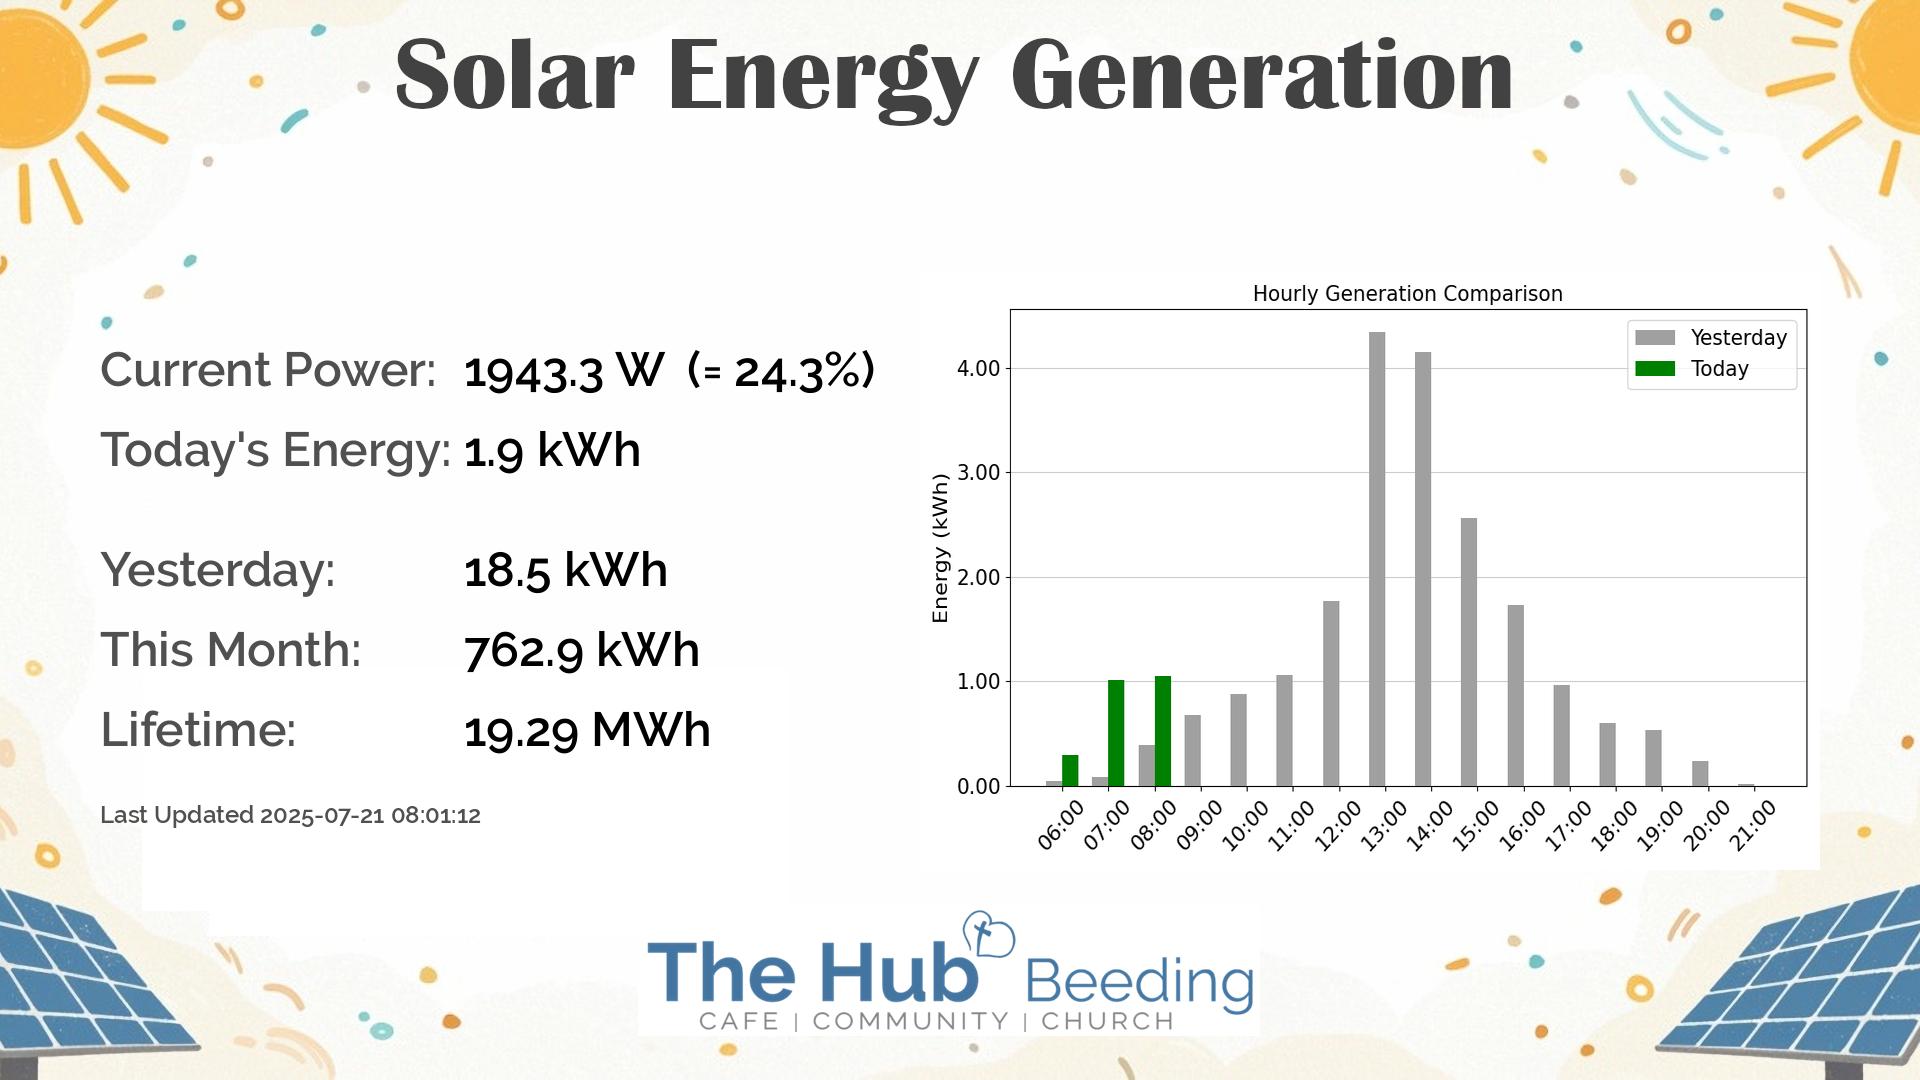 Solar Energy Generation
Current Power: 1943.3 W (= 24.3%)
Today's Energy: 1.9 kWh
Yesterday: 18.5 kWh
This Month: 762.9 kWh
Lifetime: 19.29 MWh
Last Updated 2025-07-21 08:01:12
Hourly Generation Comparison
Yesterday
Today
Energy (kWh)
4.00
3.00
2.00
1.00
0.00
06:00 07:00 08:00 09:00 10:00 11:00 12:00 13:00 14:00 15:00 16:00 17:00 18:00 19:00 20:00 21:00
The Hub Beeding
CAFE | COMMUNITY | CHURCH